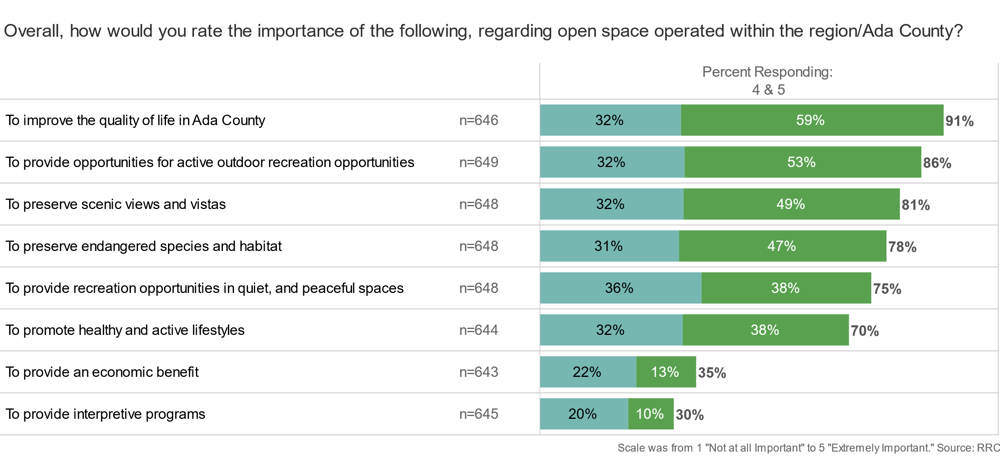 Overall, how would you rate the importance of the following, regarding open space operated within the region/Ada County?
Percent Responding:
4 & 5
To improve the quality of life in Ada County n=646 32% 59% 91%
To provide opportunities for active outdoor recreation opportunities n=649 32% 53% 86%
To preserve scenic views and vistas n=648 32% 49% 81%
To preserve endangered species and habitat n=648 31% 47% 78%
To provide recreation opportunities in quiet, and peaceful spaces n=648 36% 38% 75%
To promote healthy and active lifestyles n=644 32% 38% 70%
To provide an economic benefit n=643 22% 13% 35%
To provide interpretive programs n=645 20% 10% 30%
Scale was from 1 "Not at all Important" to 5 "Extremely Important." Source: RRC